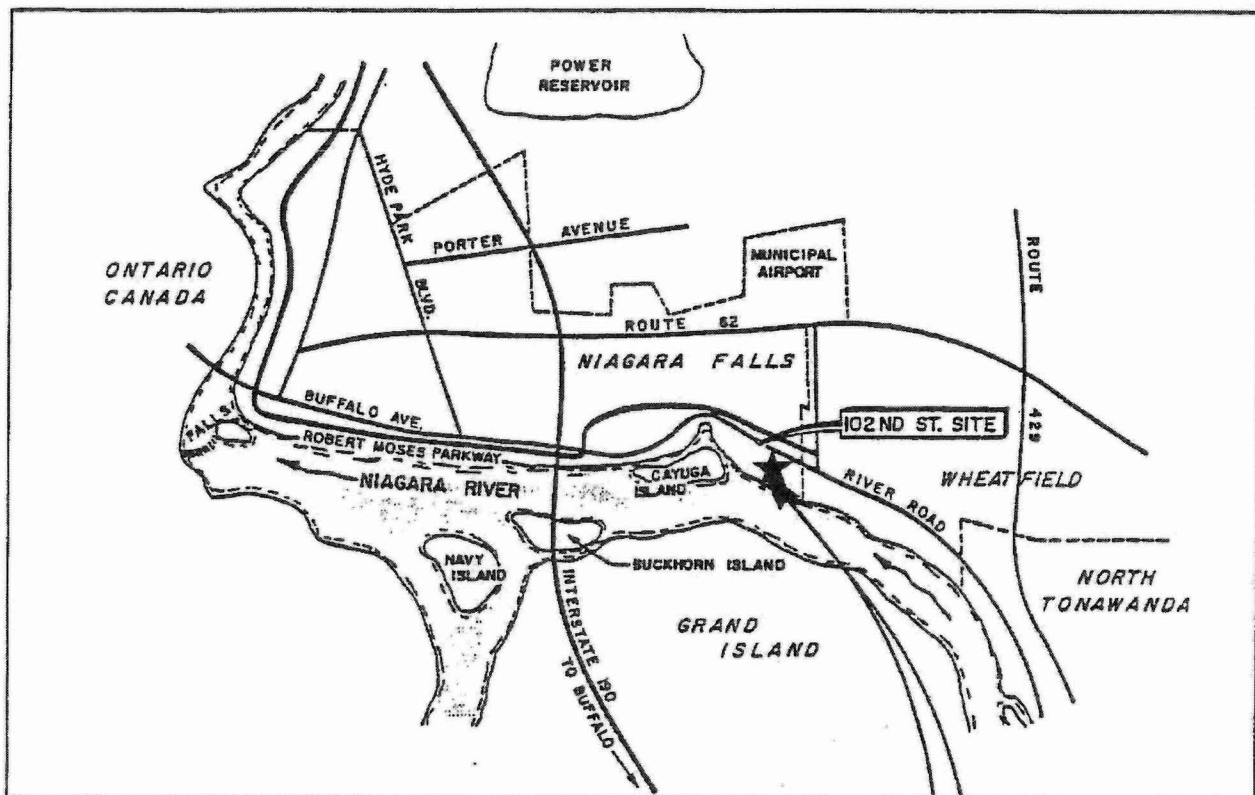 POWER
RESERVOIR
HYDE PARK
BLVD.
PORTER AVENUE
ONTARIO
CANADA
MUNICIPAL
AIRPORT
ROUTE 62
ROUTE 429
NIAGARA FALLS
BUFFALO AVE.
FALLS
ROBERT MOSES PARKWAY
102ND ST. SITE
NIAGARA RIVER
CAYUGA
ISLAND
RIVER ROAD
WHEATFIELD
NAVY
ISLAND
BUCKHORN ISLAND
INTERSTATE 190
TO BUFFALO
GRAND
ISLAND
NORTH
TONAWANDA